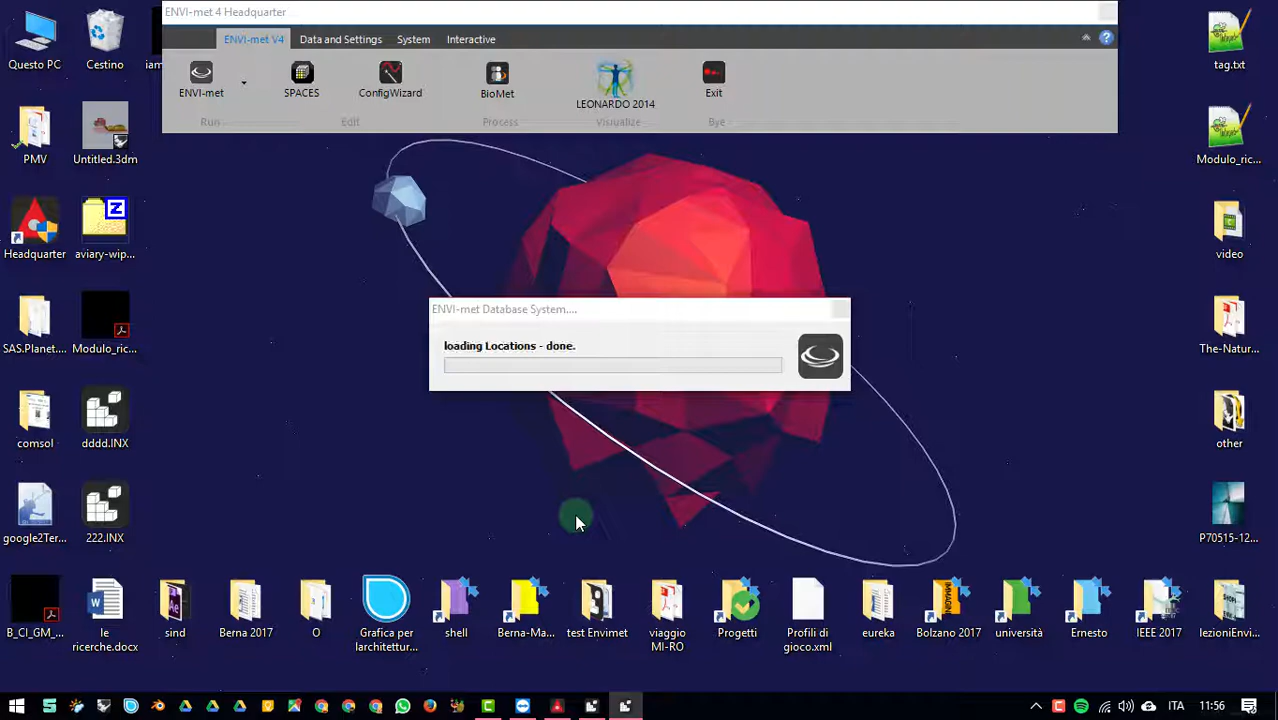 ENVI-met 4 Headquarter
ENVI-met V4
Data and Settings
System
Interactive
ENVI-met
SPACES
ConfigWizard
BioMet
LEONARDO 2014
Exit
Run
Edit
Process
Visualize
Bye
Questo PC
Cestino
iam
tag.txt
PMV
Untitled.3dm
Modulo_ric...
Headquarter
aviary-wip...
Z
video
ENVI-met Database System....
loading Locations - done.
SAS.Planet....
Modulo_ric...
The-Natur...
comsol
dddd.INX
other
google2Ter...
222.INX
P70515-12...
B_CI_GM_...
le
ricerche.docx
sind
Berna 2017
O
Grafica per
larchitettur...
shell
Berna-Ma...
test Envimet
viaggio
MI-RO
Progetti
Profili di
gioco.xml
eureka
Bolzano 2017
università
Ernesto
IEEE 2017
lezioniEnvi...
ITA
11:56